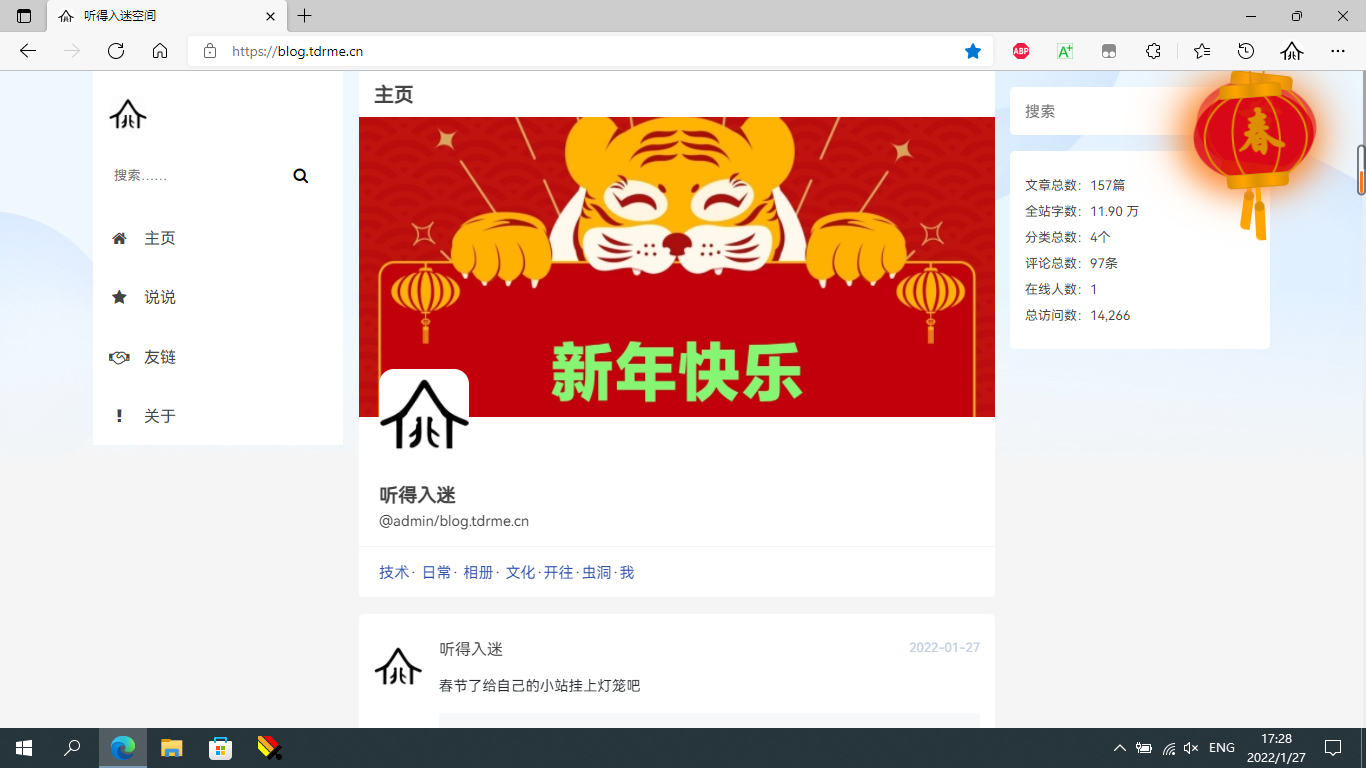 听得入迷空间
https://blog.tdrme.cn
ABP
A+
搜索......
主页
说说
友链
关于
主页
新年快乐
听得入迷
@admin/blog.tdrme.cn
技术· 日常· 相册· 文化·开往·虫洞·我
听得入迷
2022-01-27
春节了给自己的小站挂上灯笼吧
搜索
春
文章总数：157篇
全站字数：11.90 万
分类总数：4个
评论总数：97条
在线人数：1
总访问数：14,266
ENG
17:28
2022/1/27